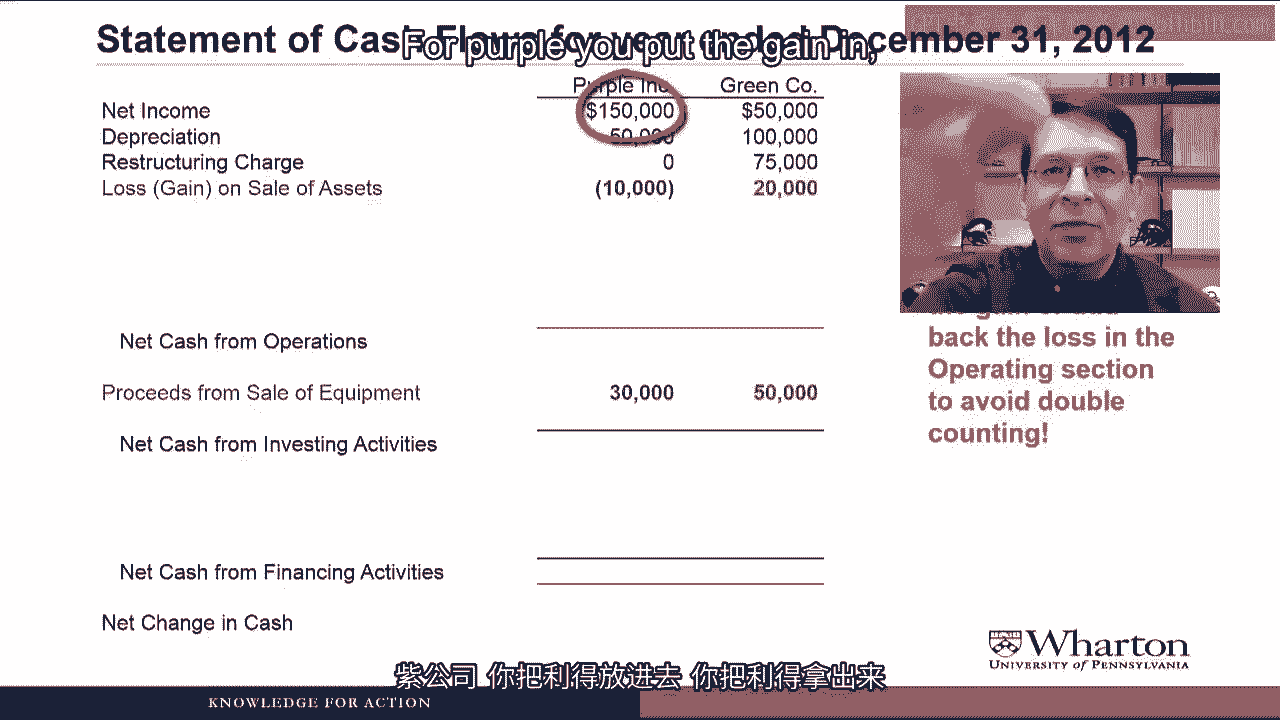 Statement of Cash Flows for year ended December 31, 2012
For purple you put the gain in,
Purple Inc. Green Co.
Net Income $150,000 $50,000
Depreciation 50,000 100,000
Restructuring Charge 0 75,000
Loss (Gain) on Sale of Assets (10,000) 20,000
back the loss in the
Net Cash from Operations
Operating section
to avoid double
Proceeds from Sale of Equipment 30,000 50,000
counting!
Net Cash from Investing Activities
Net Cash from Financing Activities
Net Change in Cash
Wharton
University of Pennsylvania
紫公司 你把利得放进去 你把利得拿出来
KNOWLEDGE FOR ACTION